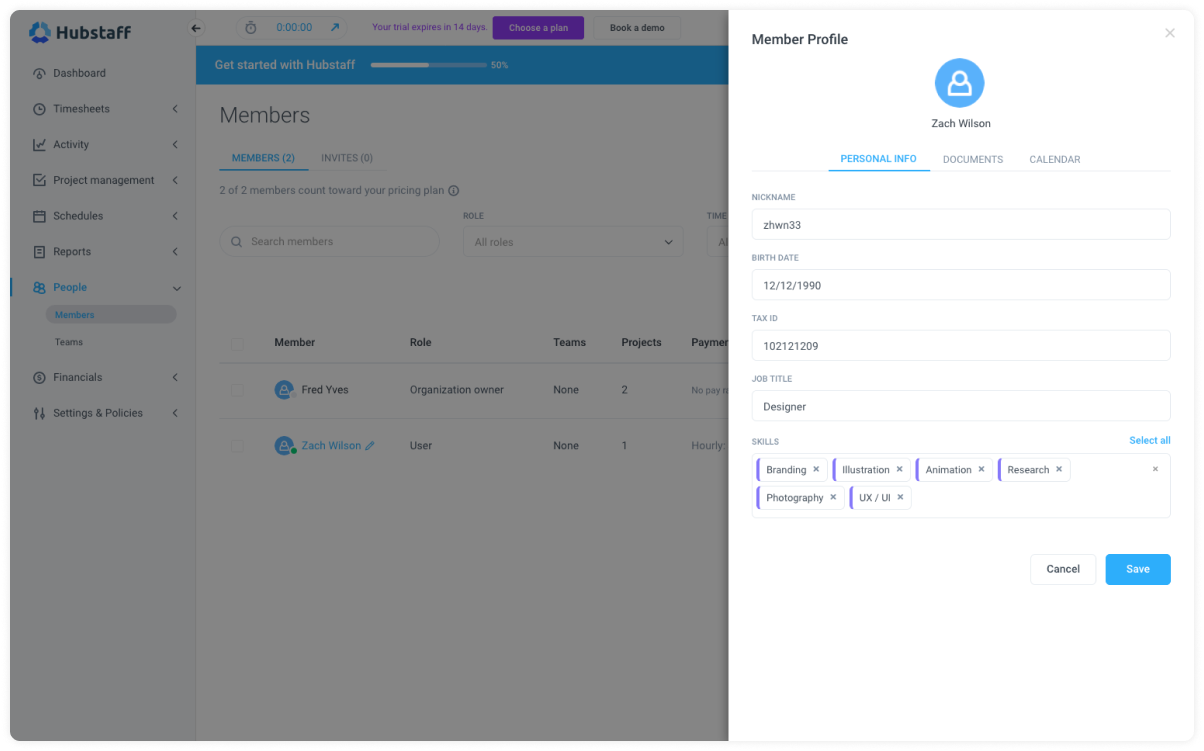 Hubstaff
Dashboard
Timesheets
Activity
Project management
Schedules
Reports
People
Members
Teams
Financials
Settings & Policies
0:00:00
Your trial expires in 14 days.
Choose a plan
Book a demo
Get started with Hubstaff
50%
Members
MEMBERS (2)
INVITES (0)
2 of 2 members count toward your pricing plan
Search members
ROLE
All roles
TIME
Member Role Teams Projects
Fred Yves Organization owner None 2 No pay
Zach Wilson User None 1 Hourly:
Member Profile
Zach Wilson
PERSONAL INFO
DOCUMENTS
CALENDAR
NICKNAME
zhwn33
BIRTH DATE
12/12/1990
TAX ID
102121209
JOB TITLE
Designer
SKILLS
Select all
Branding × Illustration × Animation × Research × ×
Photography × UX / UI ×
Cancel
Save